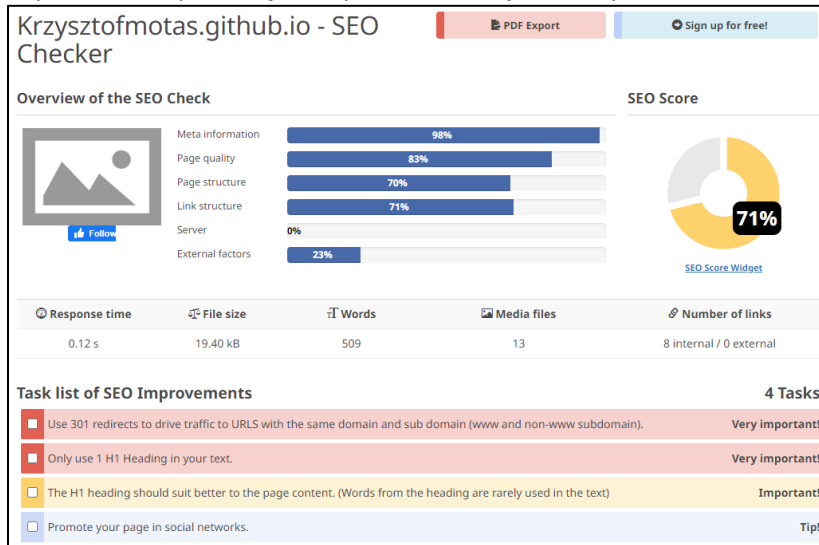 Krzysztofmotas.github.io - SEO
Checker
PDF Export
Sign up for free!
Overview of the SEO Check
SEO Score
Follow
Meta information 98%
Page quality 83%
Page structure 70%
Link structure 71%
Server 0%
External factors 23%
71%
SEO Score Widget
Response time File size Words Media files Number of links
0.12 s 19.40 kB 509 13 8 internal / 0 external
Task list of SEO Improvements 4 Tasks
Use 301 redirects to drive traffic to URLS with the same domain and sub domain (www and non-www subdomain). Very important!
Only use 1 H1 Heading in your text. Very important!
The H1 heading should suit better to the page content. (Words from the heading are rarely used in the text) Important!
Promote your page in social networks. Tip!